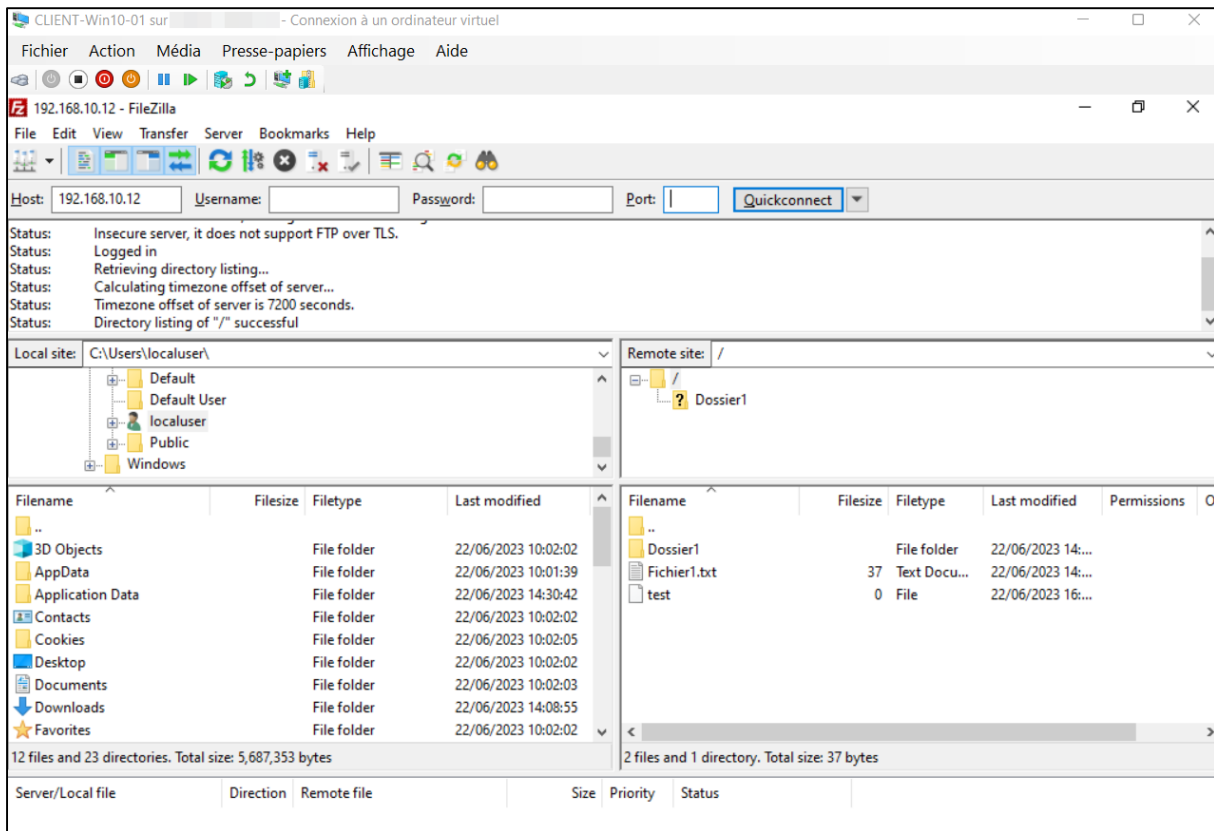 CLIENT-Win10-01 sur - Connexion à un ordinateur virtuel
Fichier Action Média Presse-papiers Affichage Aide
192.168.10.12 - FileZilla
File Edit View Transfer Server Bookmarks Help
Host: 192.168.10.12 Username: Password: Port: Quickconnect
Status: Insecure server, it does not support FTP over TLS.
Status: Logged in
Status: Retrieving directory listing...
Status: Calculating timezone offset of server...
Status: Timezone offset of server is 7200 seconds.
Status: Directory listing of "/" successful
Local site: C:\Users\localuser\ Remote site: /
Default /
Default User Dossier1
localuser
Public
Windows
Filename Filesize Filetype Last modified Filename Filesize Filetype Last modified Permissions O
.. ..
3D Objects File folder 22/06/2023 10:02:02 Dossier1 File folder 22/06/2023 14:...
AppData File folder 22/06/2023 10:01:39 Fichier1.txt 37 Text Docu... 22/06/2023 14:...
Application Data File folder 22/06/2023 14:30:42 test 0 File 22/06/2023 16:...
Contacts File folder 22/06/2023 10:02:02
Cookies File folder 22/06/2023 10:02:05
Desktop File folder 22/06/2023 10:02:02
Documents File folder 22/06/2023 10:02:03
Downloads File folder 22/06/2023 14:08:55
Favorites File folder 22/06/2023 10:02:02
12 files and 23 directories. Total size: 5,687,353 bytes 2 files and 1 directory. Total size: 37 bytes
Server/Local file Direction Remote file Size Priority Status